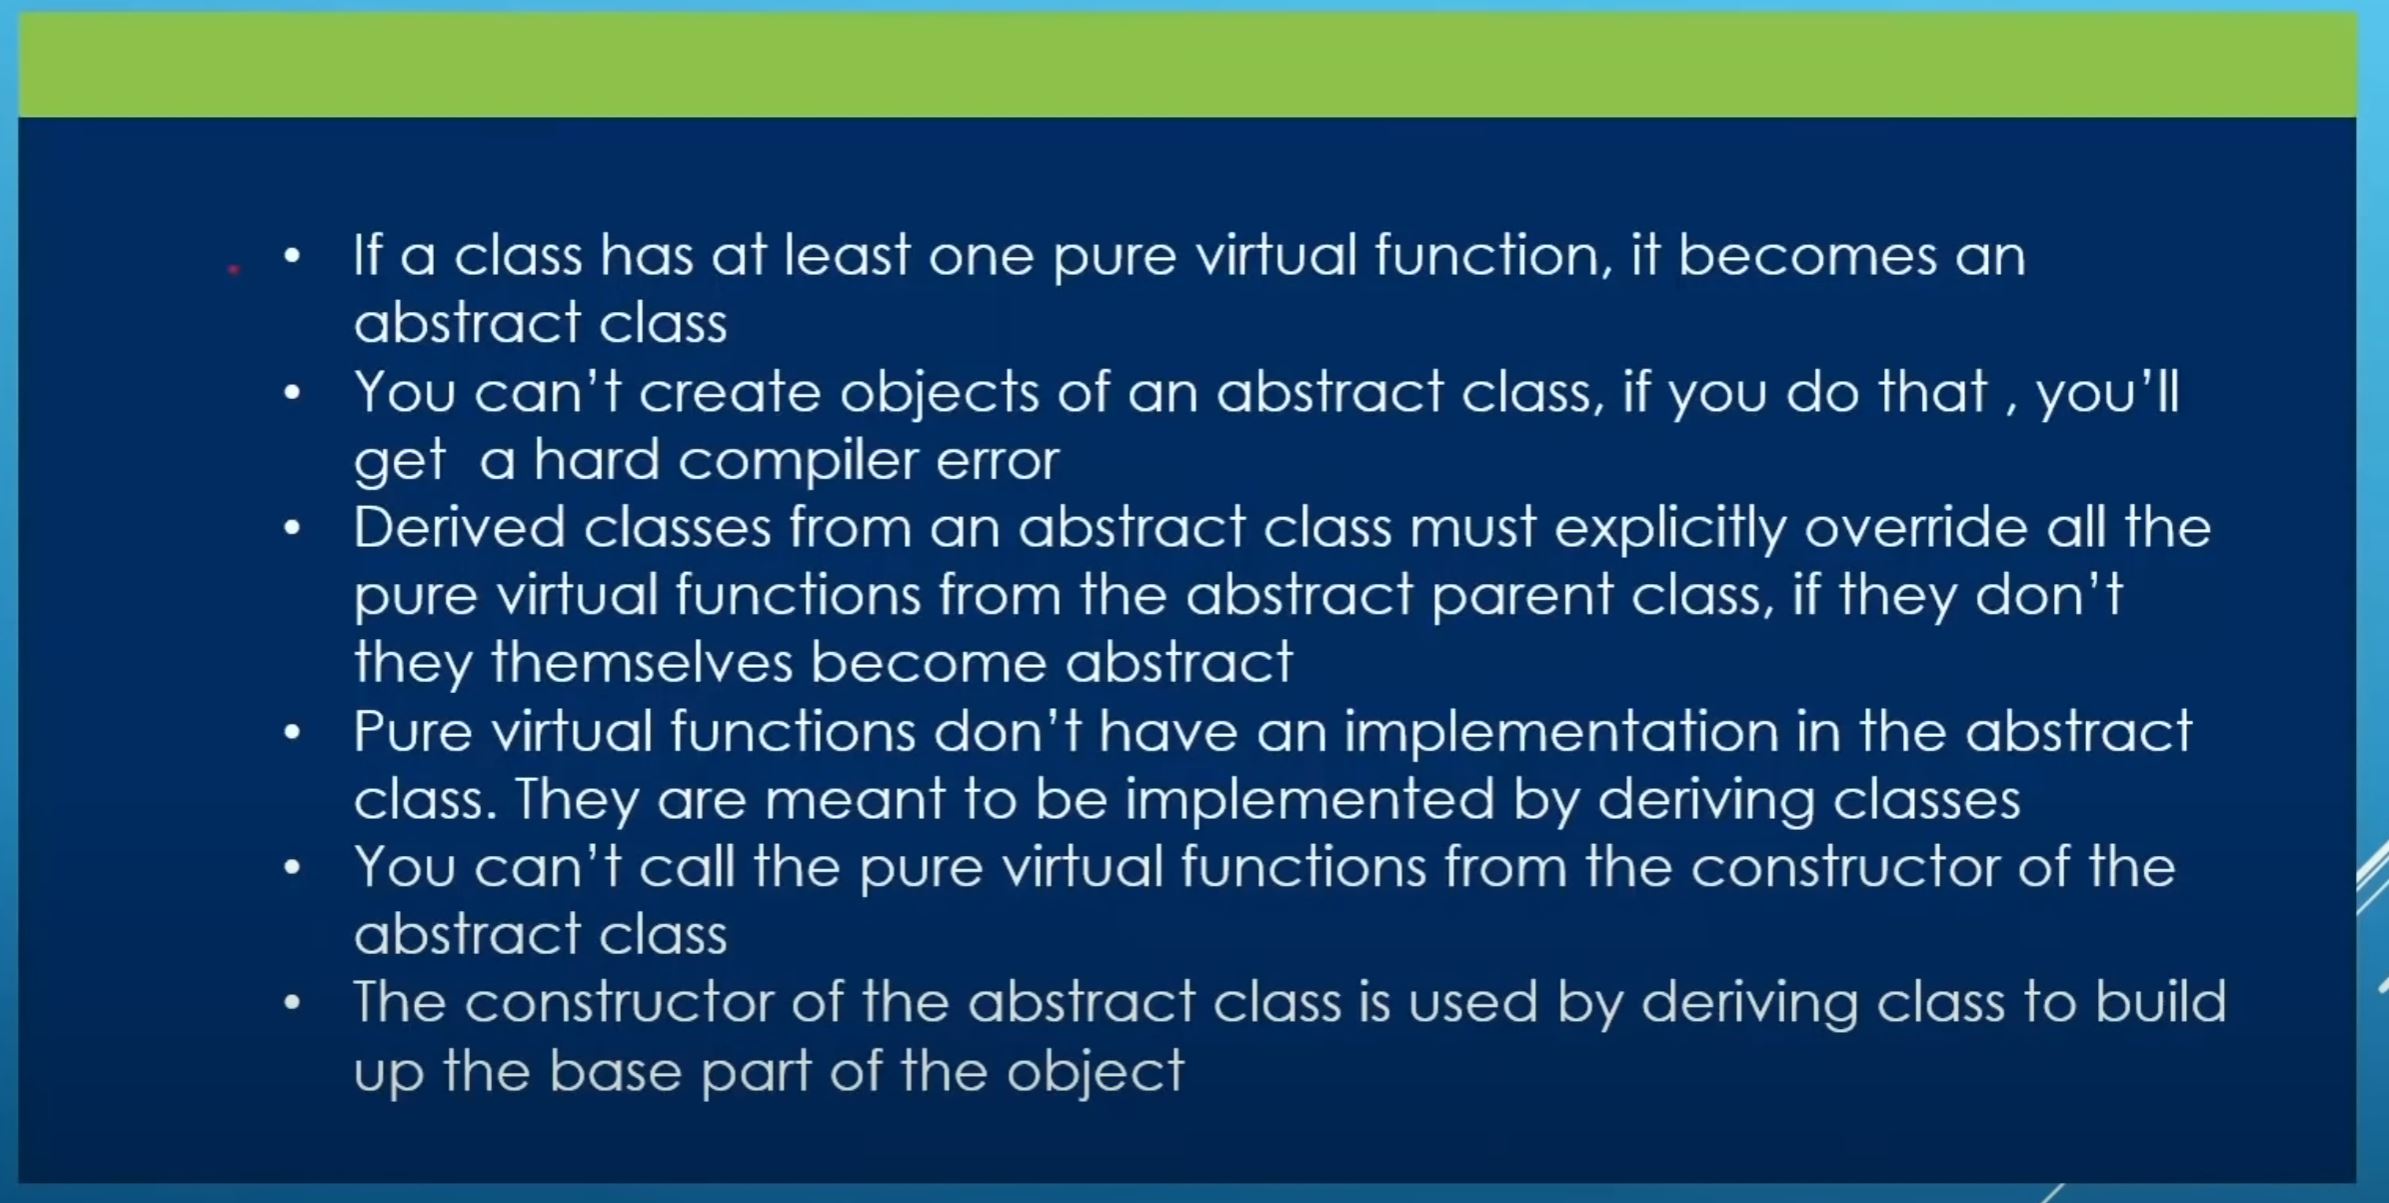 • If a class has at least one pure virtual function, it becomes an
abstract class
• You can’t create objects of an abstract class, if you do that , you’ll
get  a hard compiler error
• Derived classes from an abstract class must explicitly override all the
pure virtual functions from the abstract parent class, if they don’t
they themselves become abstract
• Pure virtual functions don’t have an implementation in the abstract
class. They are meant to be implemented by deriving classes
• You can’t call the pure virtual functions from the constructor of the
abstract class
• The constructor of the abstract class is used by deriving class to build
up the base part of the object